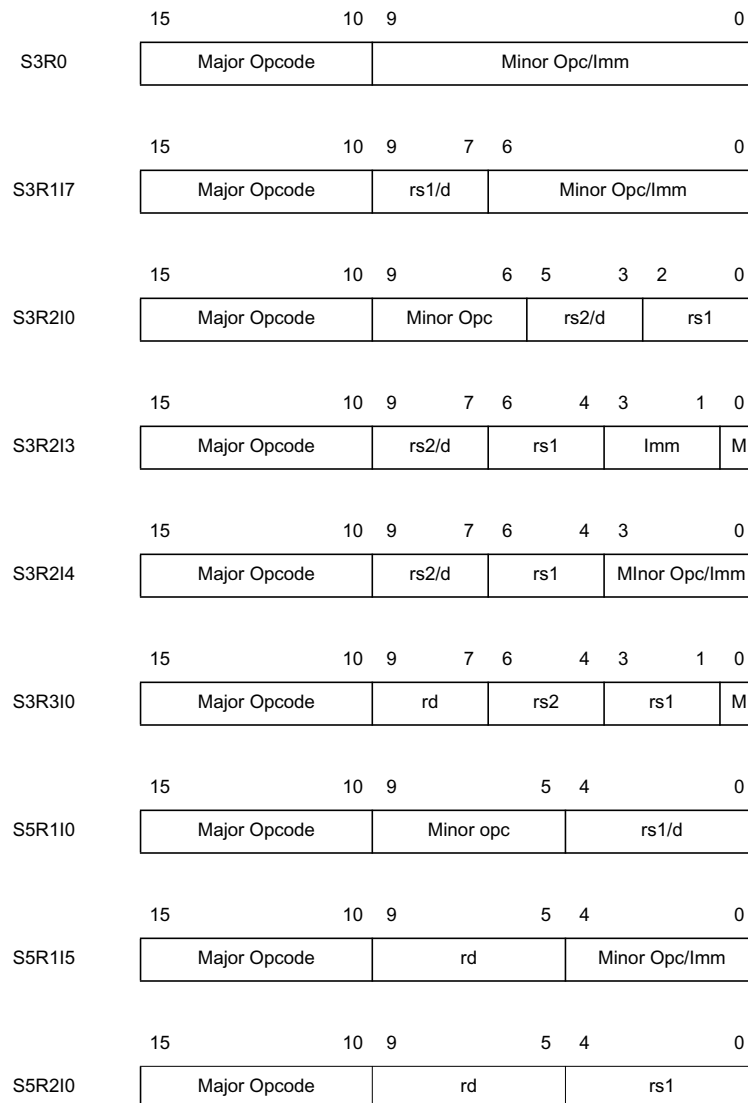 15 10 9 0
S3R0 Major Opcode Minor Opc/Imm
15 10 9 7 6 0
S3R1I7 Major Opcode rs1/d Minor Opc/Imm
15 10 9 6 5 3 2 0
S3R2I0 Major Opcode Minor Opc rs2/d rs1
15 10 9 7 6 4 3 1 0
S3R2I3 Major Opcode rs2/d rs1 Imm M
15 10 9 7 6 4 3 0
S3R2I4 Major Opcode rs2/d rs1 MInor Opc/Imm
15 10 9 7 6 4 3 1 0
S3R3I0 Major Opcode rd rs2 rs1 M
15 10 9 5 4 0
S5R1I0 Major Opcode Minor opc rs1/d
15 10 9 5 4 0
S5R1I5 Major Opcode rd Minor Opc/Imm
15 10 9 5 4 0
S5R2I0 Major Opcode rd rs1